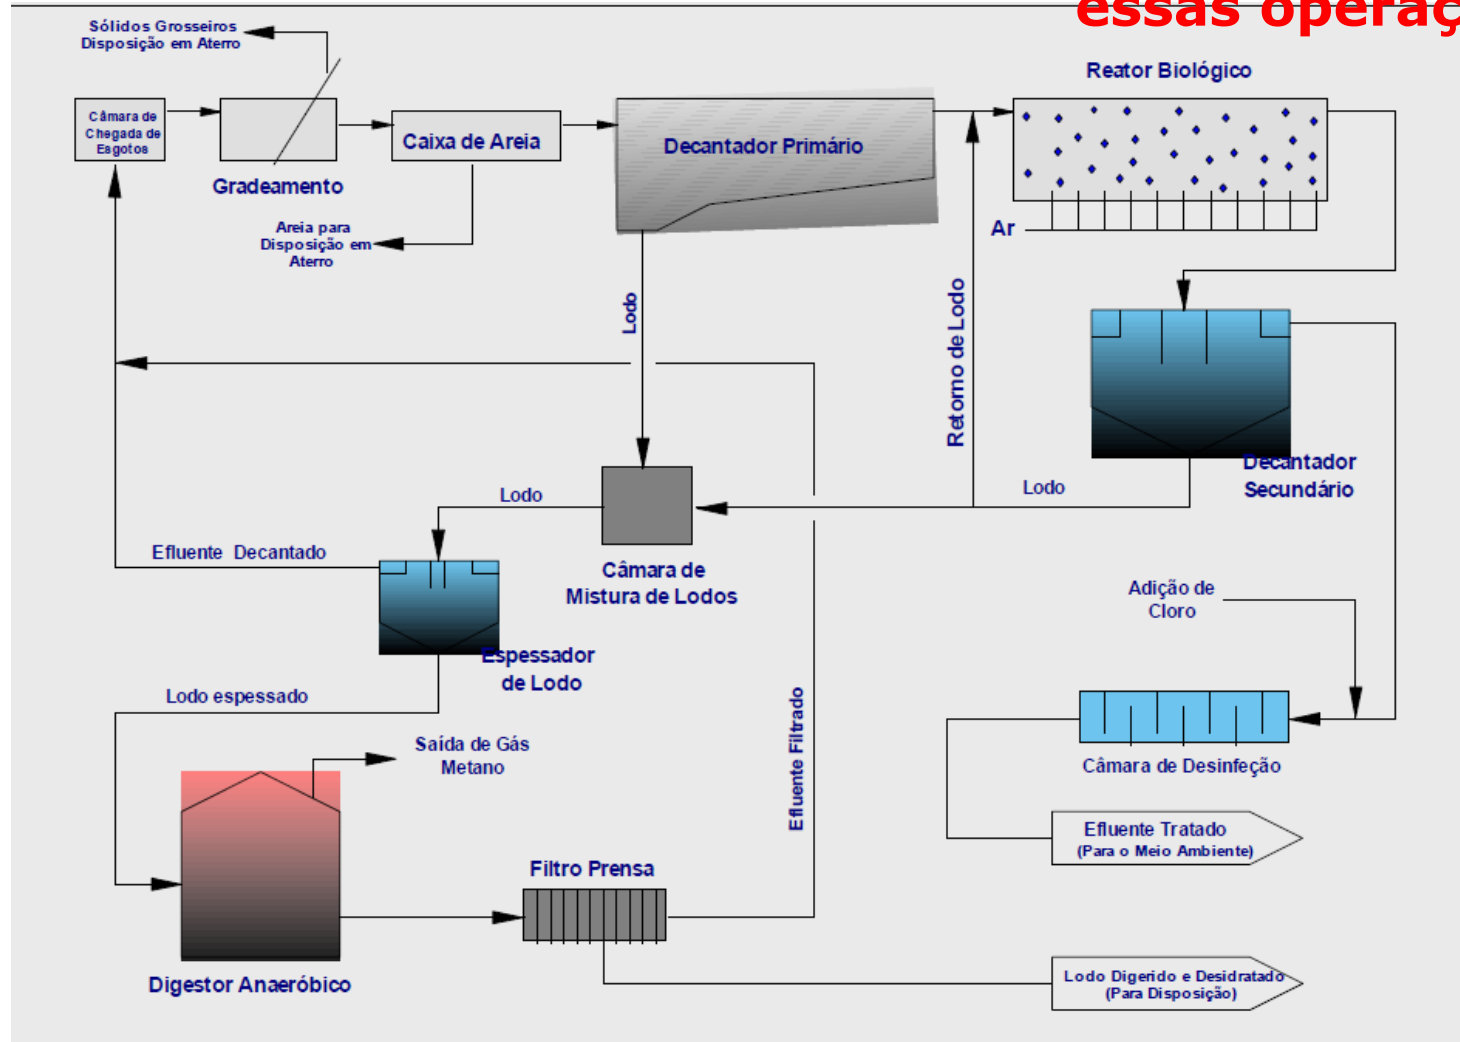 essas operaç
Sólidos Grosseiros
Disposição em Aterro
Reator Biológico
Câmara de
Chegada de
Esgotos
Caixa de Areia
Decantador Primário
Gradeamento
Areia para
Disposição em
Aterro
Ar
Lodo
Retorno de Lodo
Decantador
Secundário
Lodo
Lodo
Efluente Decantado
Câmara de
Mistura de Lodos
Adição de
Cloro
Espessador
de Lodo
Lodo espessado
Efluente Filtrado
Saída de Gás
Metano
Câmara de Desinfeção
Efluente Tratado
(Para o Meio Ambiente)
Filtro Prensa
Digestor Anaeróbico
Lodo Digerido e Desidratado
(Para Disposição)